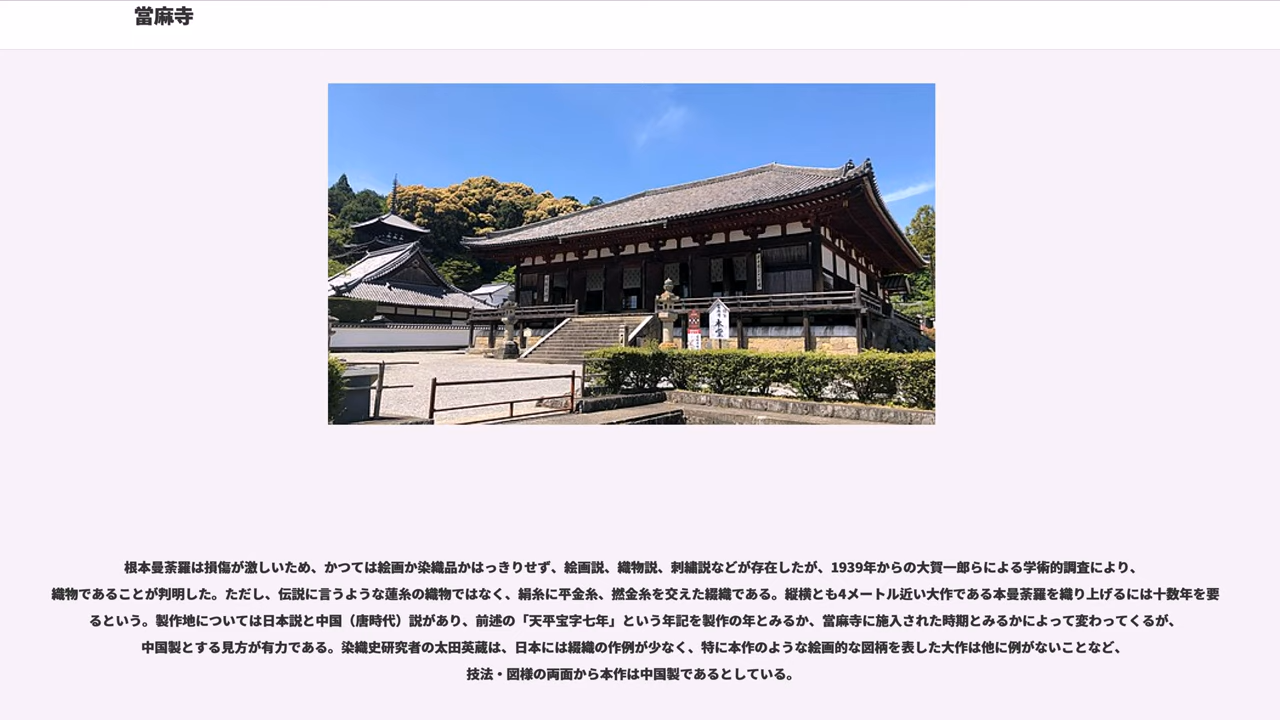 當麻寺
本堂
根本曼荼羅は損傷が激しいため、かつては絵画か染織品かはっきりせず、絵画説、織物説、刺繍説などが存在したが、1939年からの大賀一郎らによる学術的調査により、
織物であることが判明した。ただし、伝説に言うような蓮糸の織物ではなく、絹糸に平金糸、撚金糸を交えた綴織である。縦横とも4メートル近い大作である本曼荼羅を織り上げるには十数年を要
るという。製作地については日本説と中国（唐時代）説があり、前述の「天平宝字七年」という年記を製作の年とみるか、當麻寺に施入された時期とみるかによって変わってくるが、
中国製とする見方が有力である。染織史研究者の太田英蔵は、日本には綴織の作例が少なく、特に本作のような絵画的な図柄を表した大作は他に例がないことなど、
技法・図様の両面から本作は中国製であるとしている。